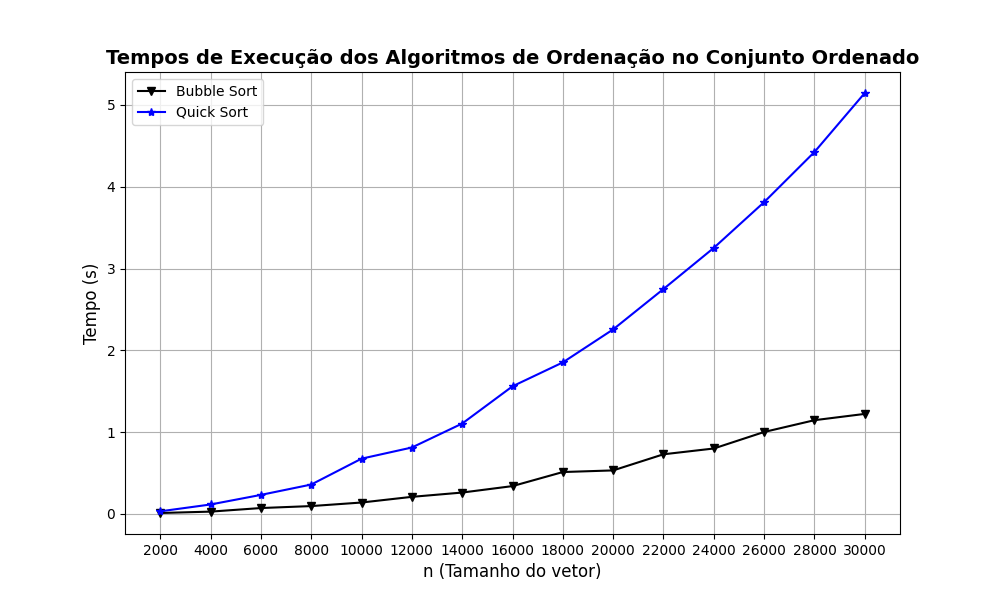 Tempos de Execução dos Algoritmos de Ordenação no Conjunto Ordenado
Bubble Sort
Quick Sort
Tempo (s)
5
4
3
2
1
0
2000 4000 6000 8000 10000 12000 14000 16000 18000 20000 22000 24000 26000 28000 30000
n (Tamanho do vetor)